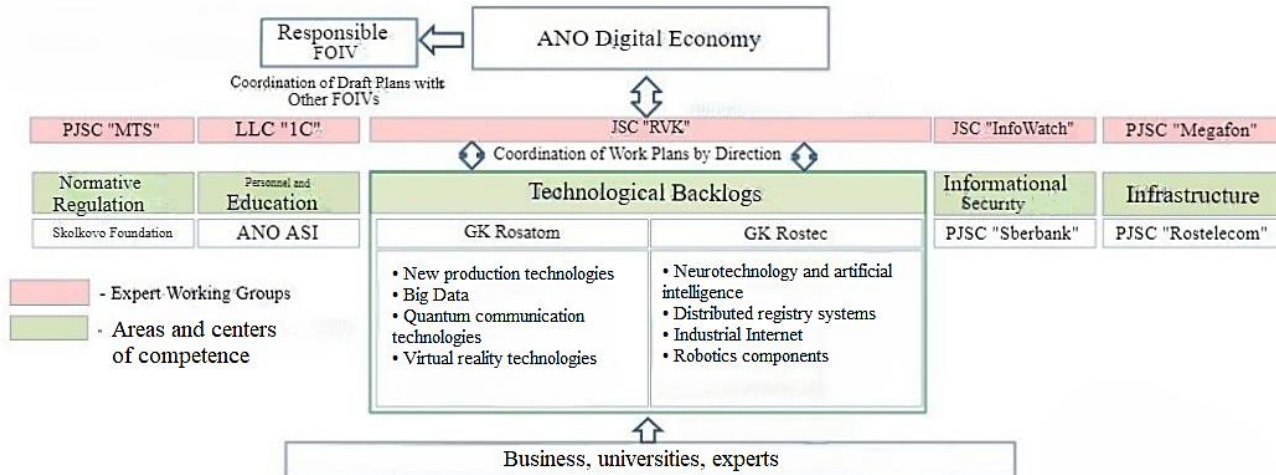 Responsible
FOIV
ANO Digital Economy
Coordination of Draft Plans with
Other FOIVs
PJSC "MTS"
LLC "1C"
JSC "RVK"
JSC "InfoWatch"
PJSC "Megafon"
Coordination of Work Plans by Direction
Normative
Regulation
Personnel and
Education
Technological Backlogs
Informational
Security
Infrastructure
Skolkovo Foundation
ANO ASI
GK Rosatom
GK Rostec
PJSC "Sberbank"
PJSC "Rostelecom"
• New production technologies
• Big Data
• Quantum communication
technologies
• Virtual reality technologies
• Neurotechnology and artificial
intelligence
• Distributed registry systems
• Industrial Internet
• Robotics components
- Expert Working Groups
- Areas and centers
of competence
Business, universities, experts